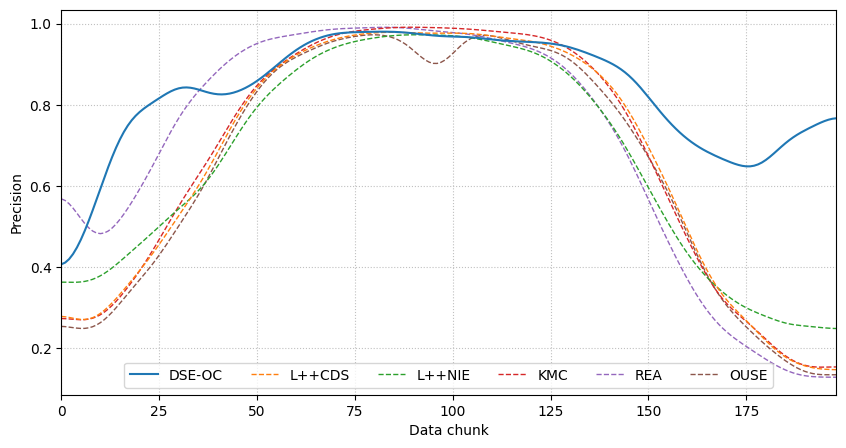 1.0
0.8
0.6
0.4
0.2
Precision
DSE-OC L++CDS L++NIE KMC REA OUSE
0 25 50 75 100 125 150 175
Data chunk